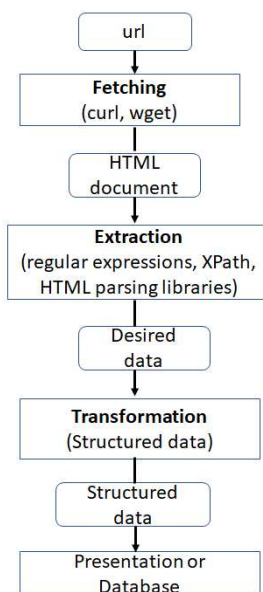 url
Fetching
(curl, wget)
HTML
document
Extraction
(regular expressions, XPath,
HTML parsing libraries)
Desired
data
Transformation
(Structured data)
Structured
data
Presentation or
Database